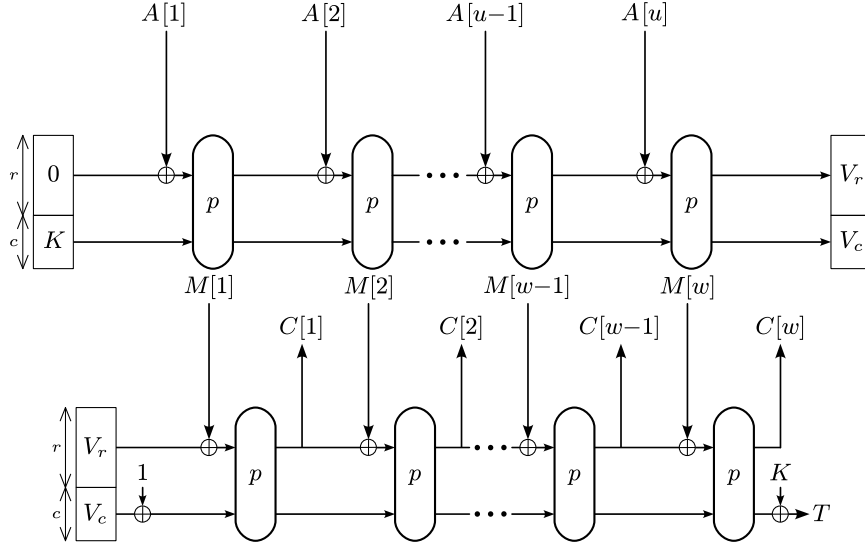 A[1] A[2] A[u−1] A[u]
r 0 p p ··· p p V_r
c K ··· V_c
M[1] M[2] M[w−1] M[w]
C[1] C[2] C[w−1] C[w]
r V_r p p ··· p p
1 K
c V_c ··· T